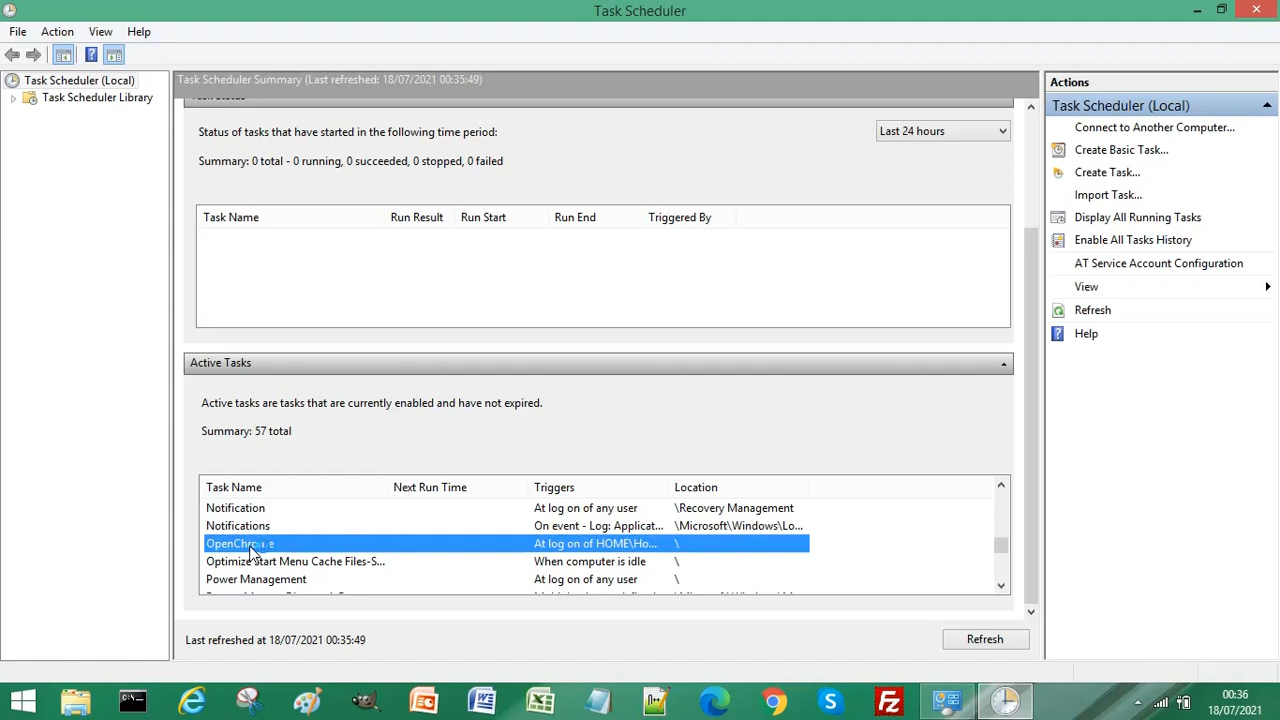 Task Scheduler
File Action View Help
Task Scheduler (Local)
Task Scheduler Library
Task Scheduler Summary (Last refreshed: 18/07/2021 00:35:49)
Task Status
Status of tasks that have started in the following time period:
Last 24 hours
Summary: 0 total - 0 running, 0 succeeded, 0 stopped, 0 failed
Task Name Run Result Run Start Run End Triggered By
Active Tasks
Active tasks are tasks that are currently enabled and have not expired.
Summary: 57 total
Task Name Next Run Time Triggers Location
Notification At log on of any user \Recovery Management
Notifications On event - Log: Applicat... \Microsoft\Windows\Lo...
OpenChrome At log on of HOME\Ho... \
Optimize Start Menu Cache Files-S... When computer is idle \
Power Management At log on of any user \
Last refreshed at 18/07/2021 00:35:49
Refresh
Actions
Task Scheduler (Local)
Connect to Another Computer...
Create Basic Task...
Create Task...
Import Task...
Display All Running Tasks
Enable All Tasks History
AT Service Account Configuration
View
Refresh
Help
00:36
18/07/2021